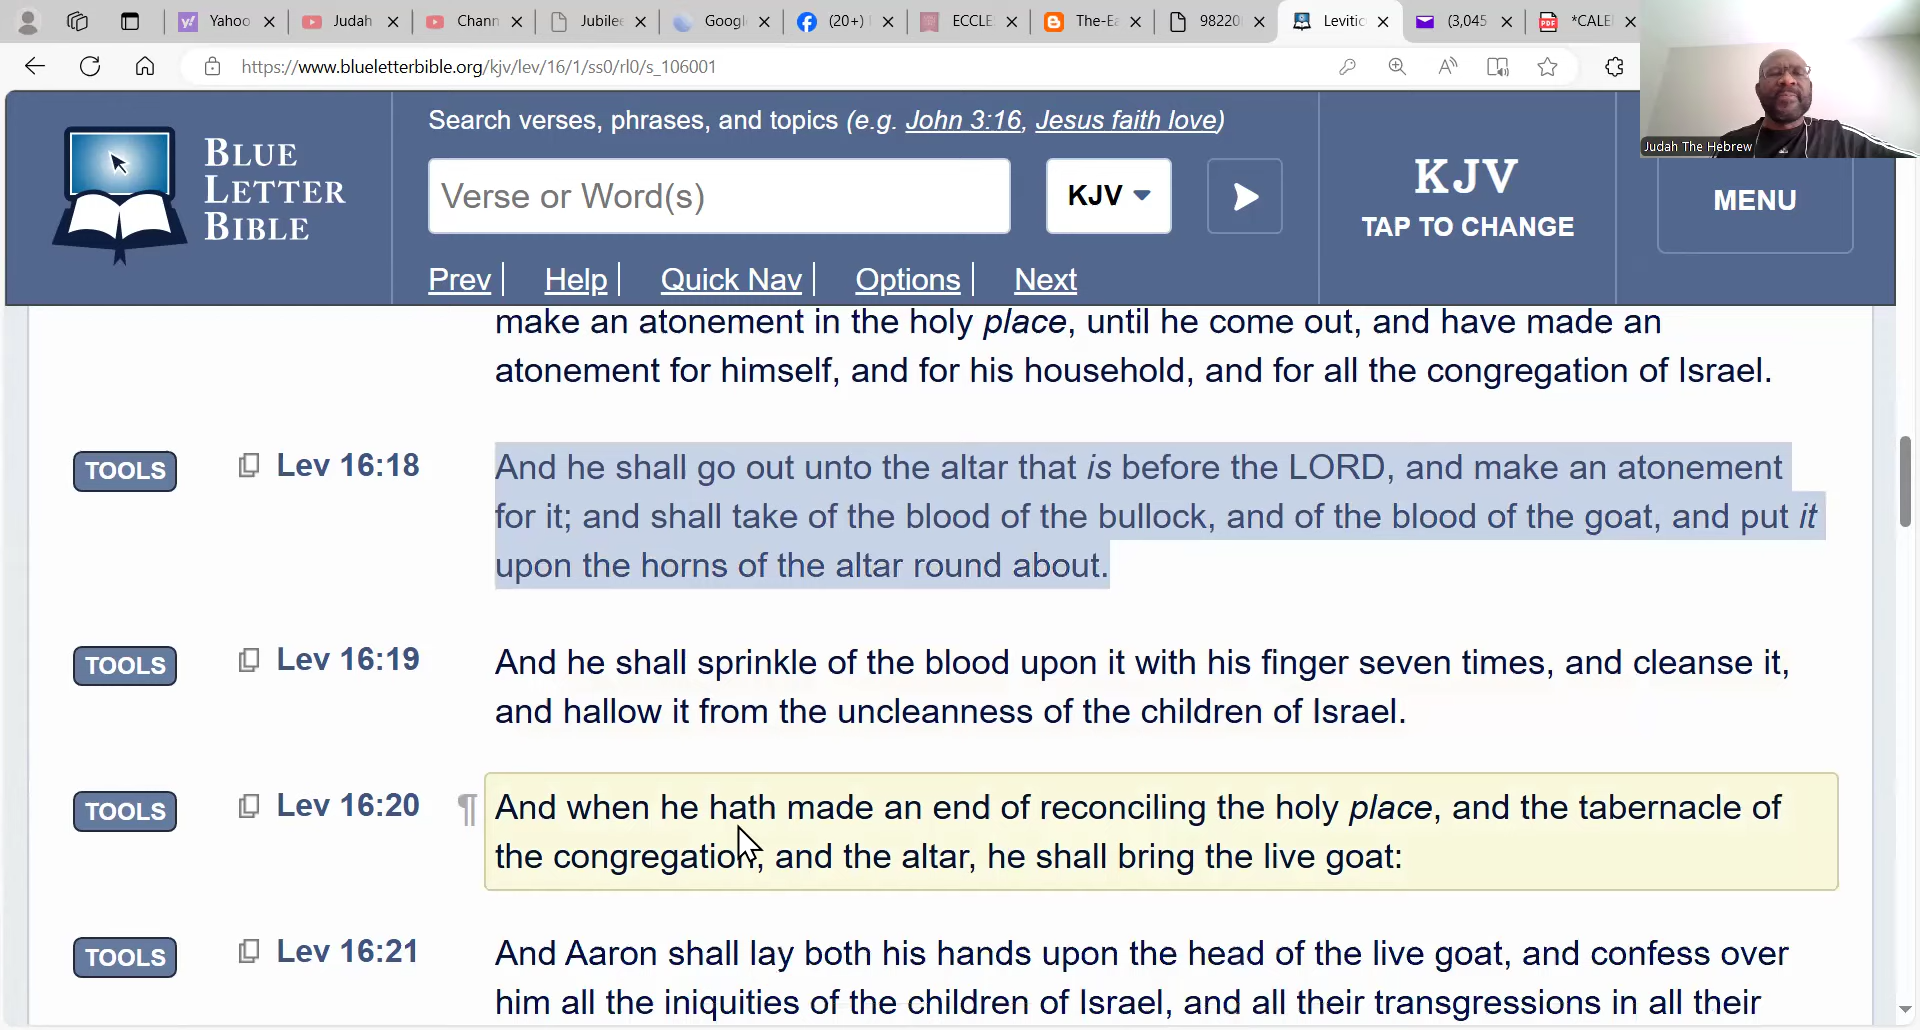 Yahoo
Judah
Chann
Jubilee
Googl
(20+)
ECCLE
The-Ea
98220
Levitic
(3,045
*CALE
https://www.blueletterbible.org/kjv/lev/16/1/ss0/rl0/s_106001
Judah The Hebrew
BLUE
LETTER
BIBLE
Search verses, phrases, and topics (e.g. John 3:16, Jesus faith love)
Verse or Word(s)
KJV
KJV
TAP TO CHANGE
MENU
Prev
Help
Quick Nav
Options
Next
make an atonement in the holy place, until he come out, and have made an
atonement for himself, and for his household, and for all the congregation of Israel.
TOOLS
Lev 16:18
And he shall go out unto the altar that is before the LORD, and make an atonement
for it; and shall take of the blood of the bullock, and of the blood of the goat, and put it
upon the horns of the altar round about.
TOOLS
Lev 16:19
And he shall sprinkle of the blood upon it with his finger seven times, and cleanse it,
and hallow it from the uncleanness of the children of Israel.
TOOLS
Lev 16:20
¶ And when he hath made an end of reconciling the holy place, and the tabernacle of
the congregation, and the altar, he shall bring the live goat:
TOOLS
Lev 16:21
And Aaron shall lay both his hands upon the head of the live goat, and confess over
him all the iniquities of the children of Israel, and all their transgressions in all their